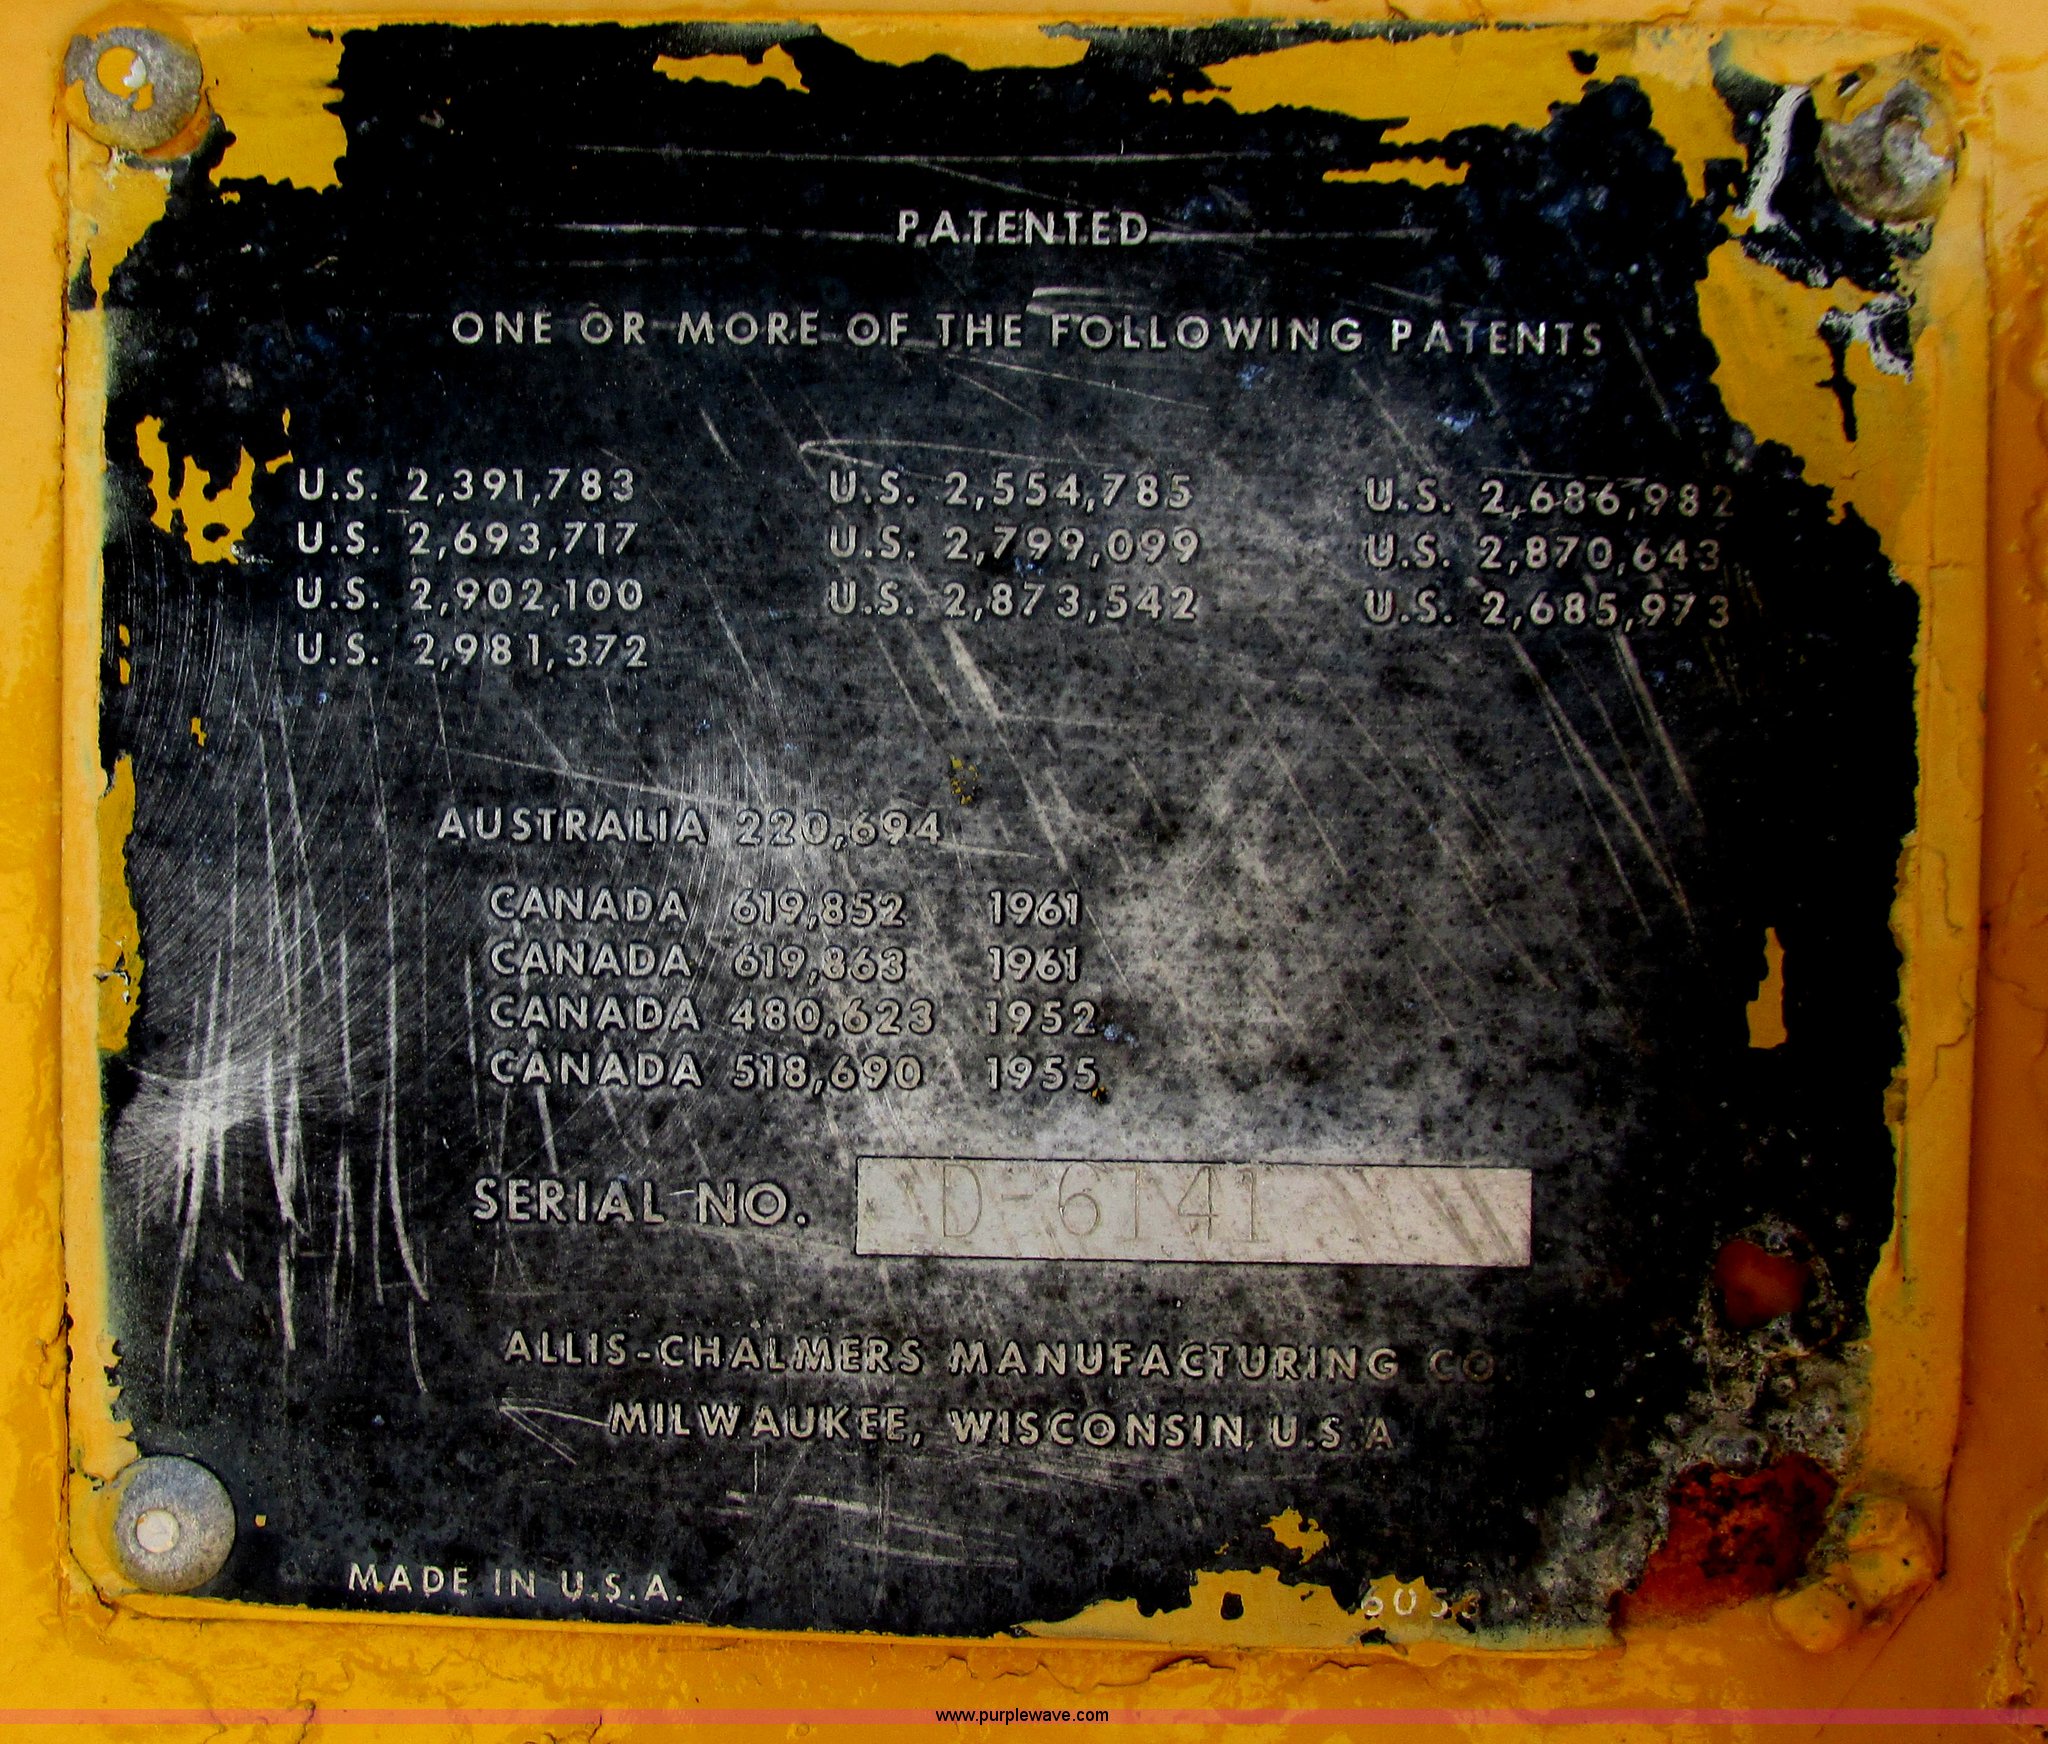 PATENTED
ONE OR MORE OF THE FOLLOWING PATENTS
U.S. 2,391,783 U.S. 2,554,785 U.S. 2,686,982
U.S. 2,693,717 U.S. 2,799,099 U.S. 2,870,643
U.S. 2,902,100 U.S. 2,873,542 U.S. 2,685,973
U.S. 2,981,372
AUSTRALIA 220,694
CANADA 619,852 1961
CANADA 619,863 1961
CANADA 480,623 1952
CANADA 518,690 1955
SERIAL NO. D-6141
ALLIS-CHALMERS MANUFACTURING CO.
MILWAUKEE, WISCONSIN, U.S.A
MADE IN U.S.A.
www.purplewave.com